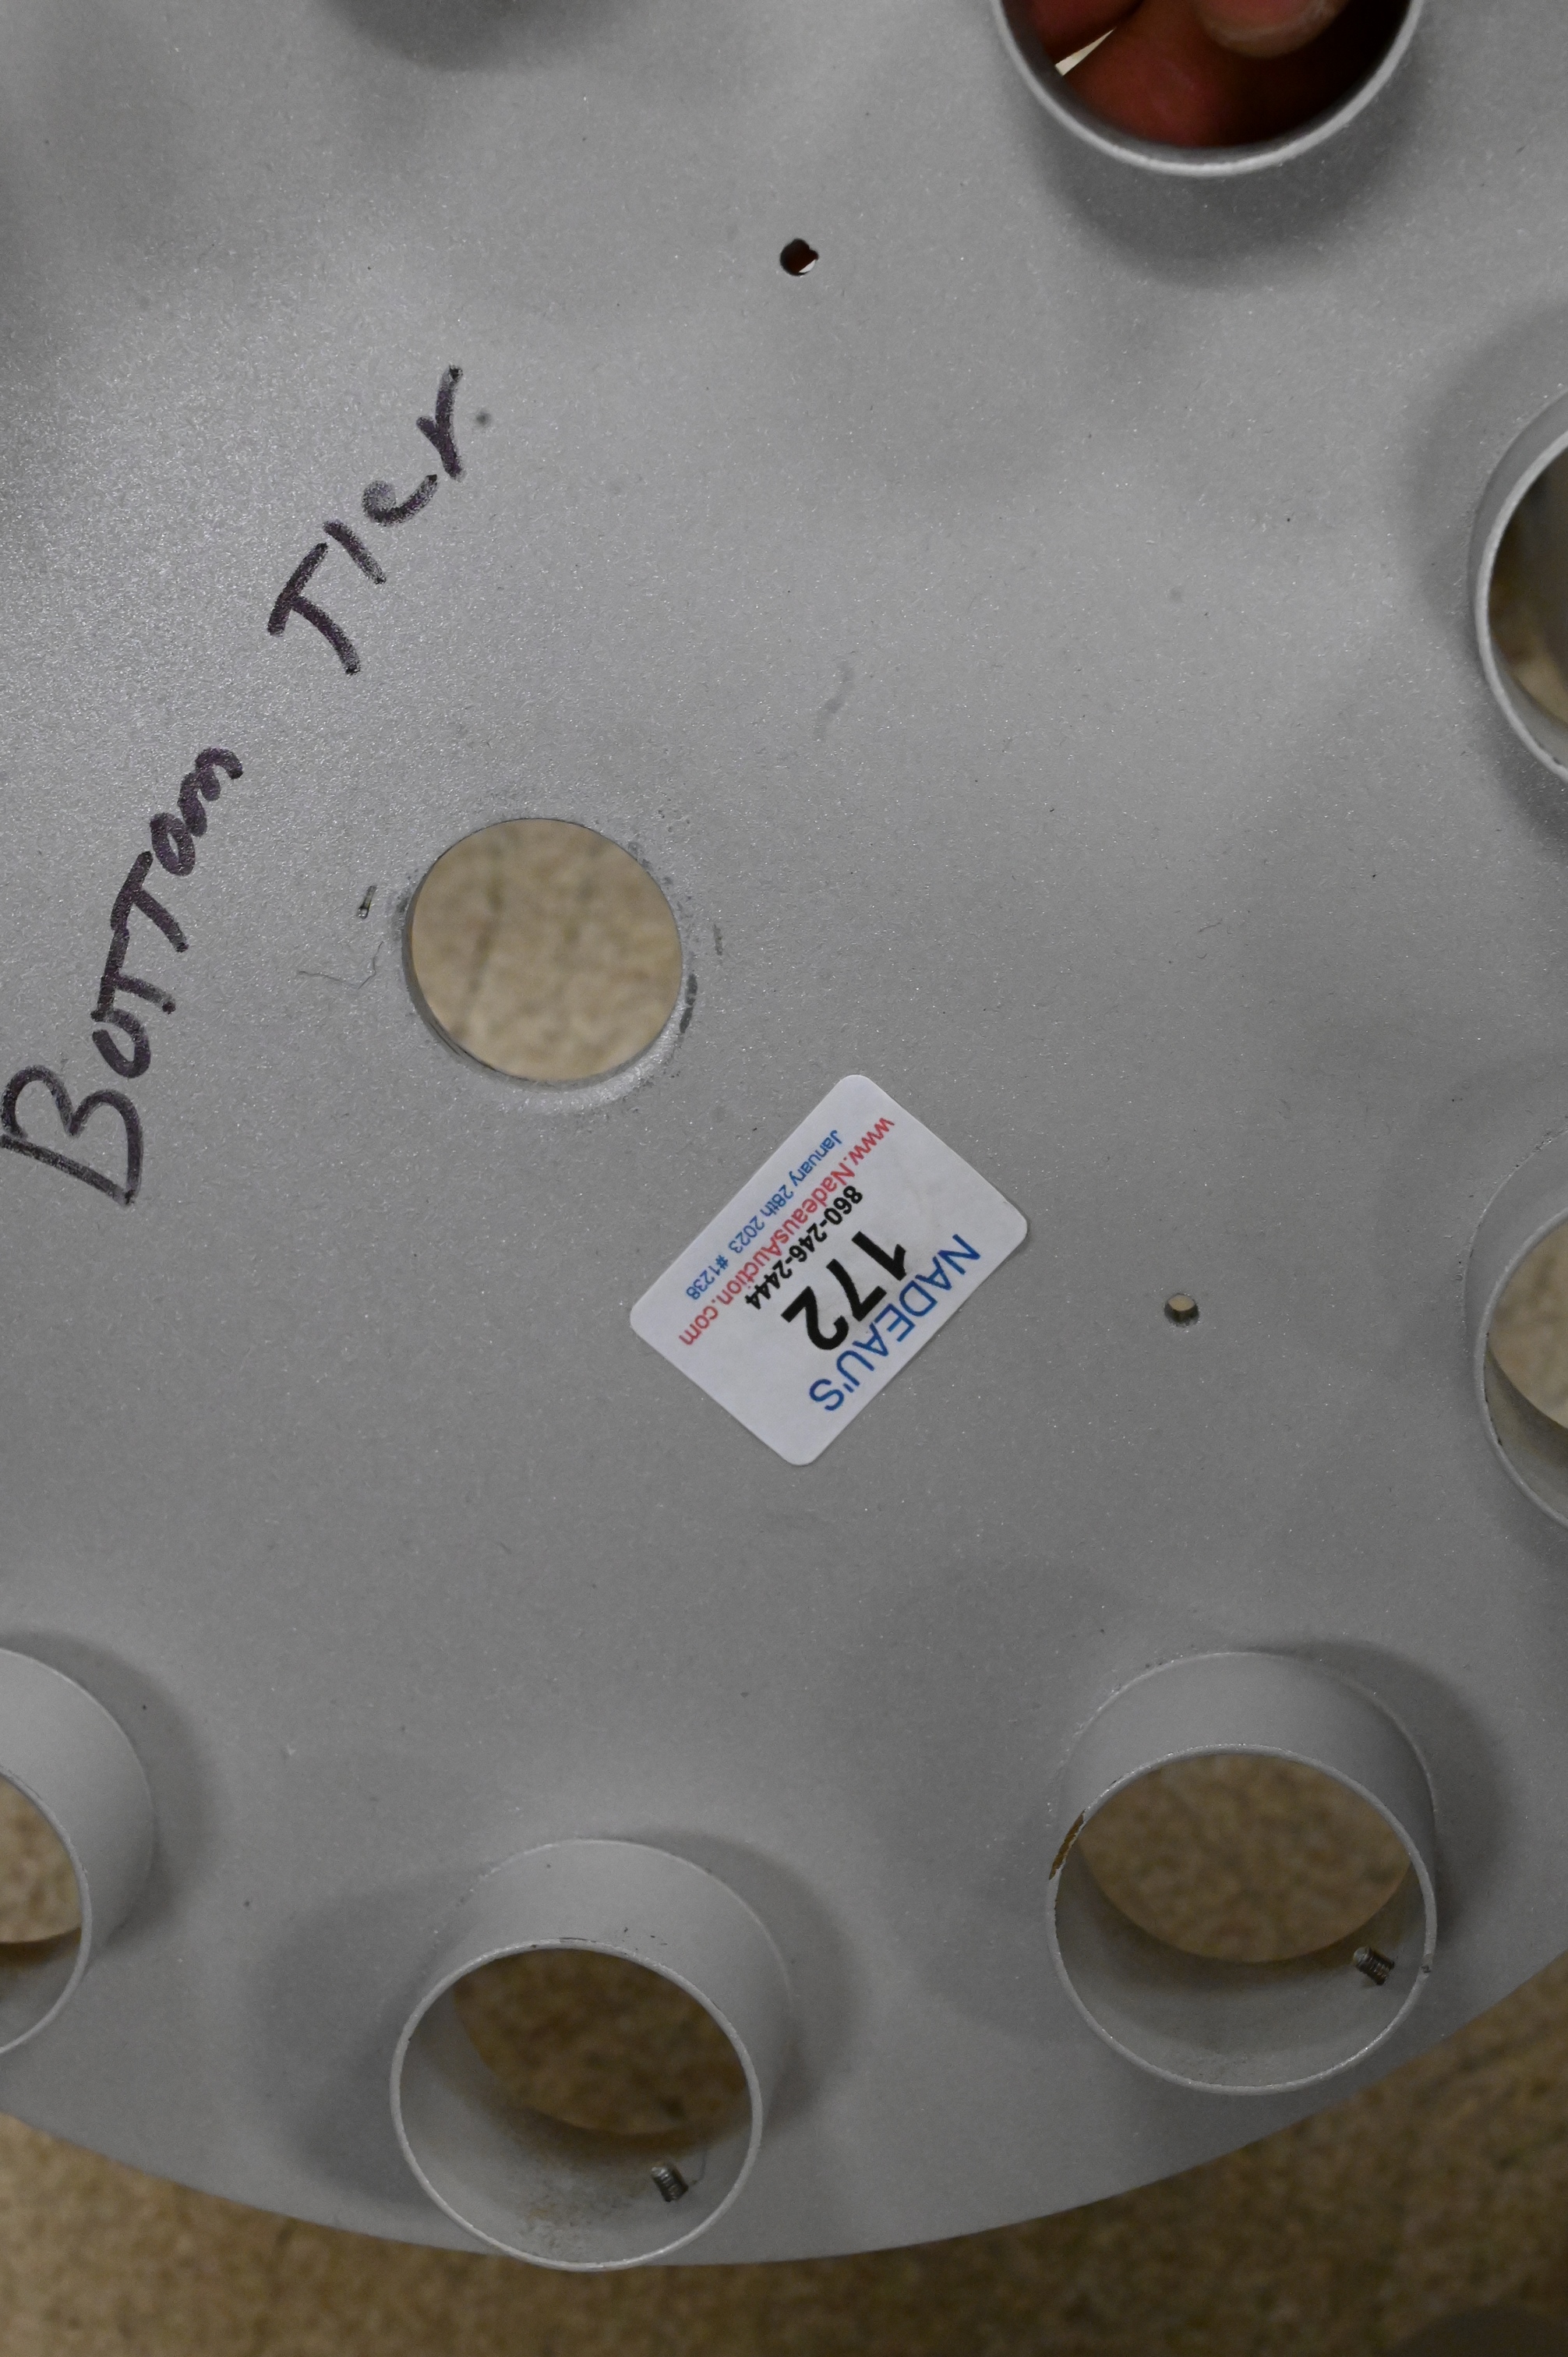 BOTTOM TIer
NADEAU'S
172
860-246-2444
www.NadeausAuction.com
January 28th 2023 #1238